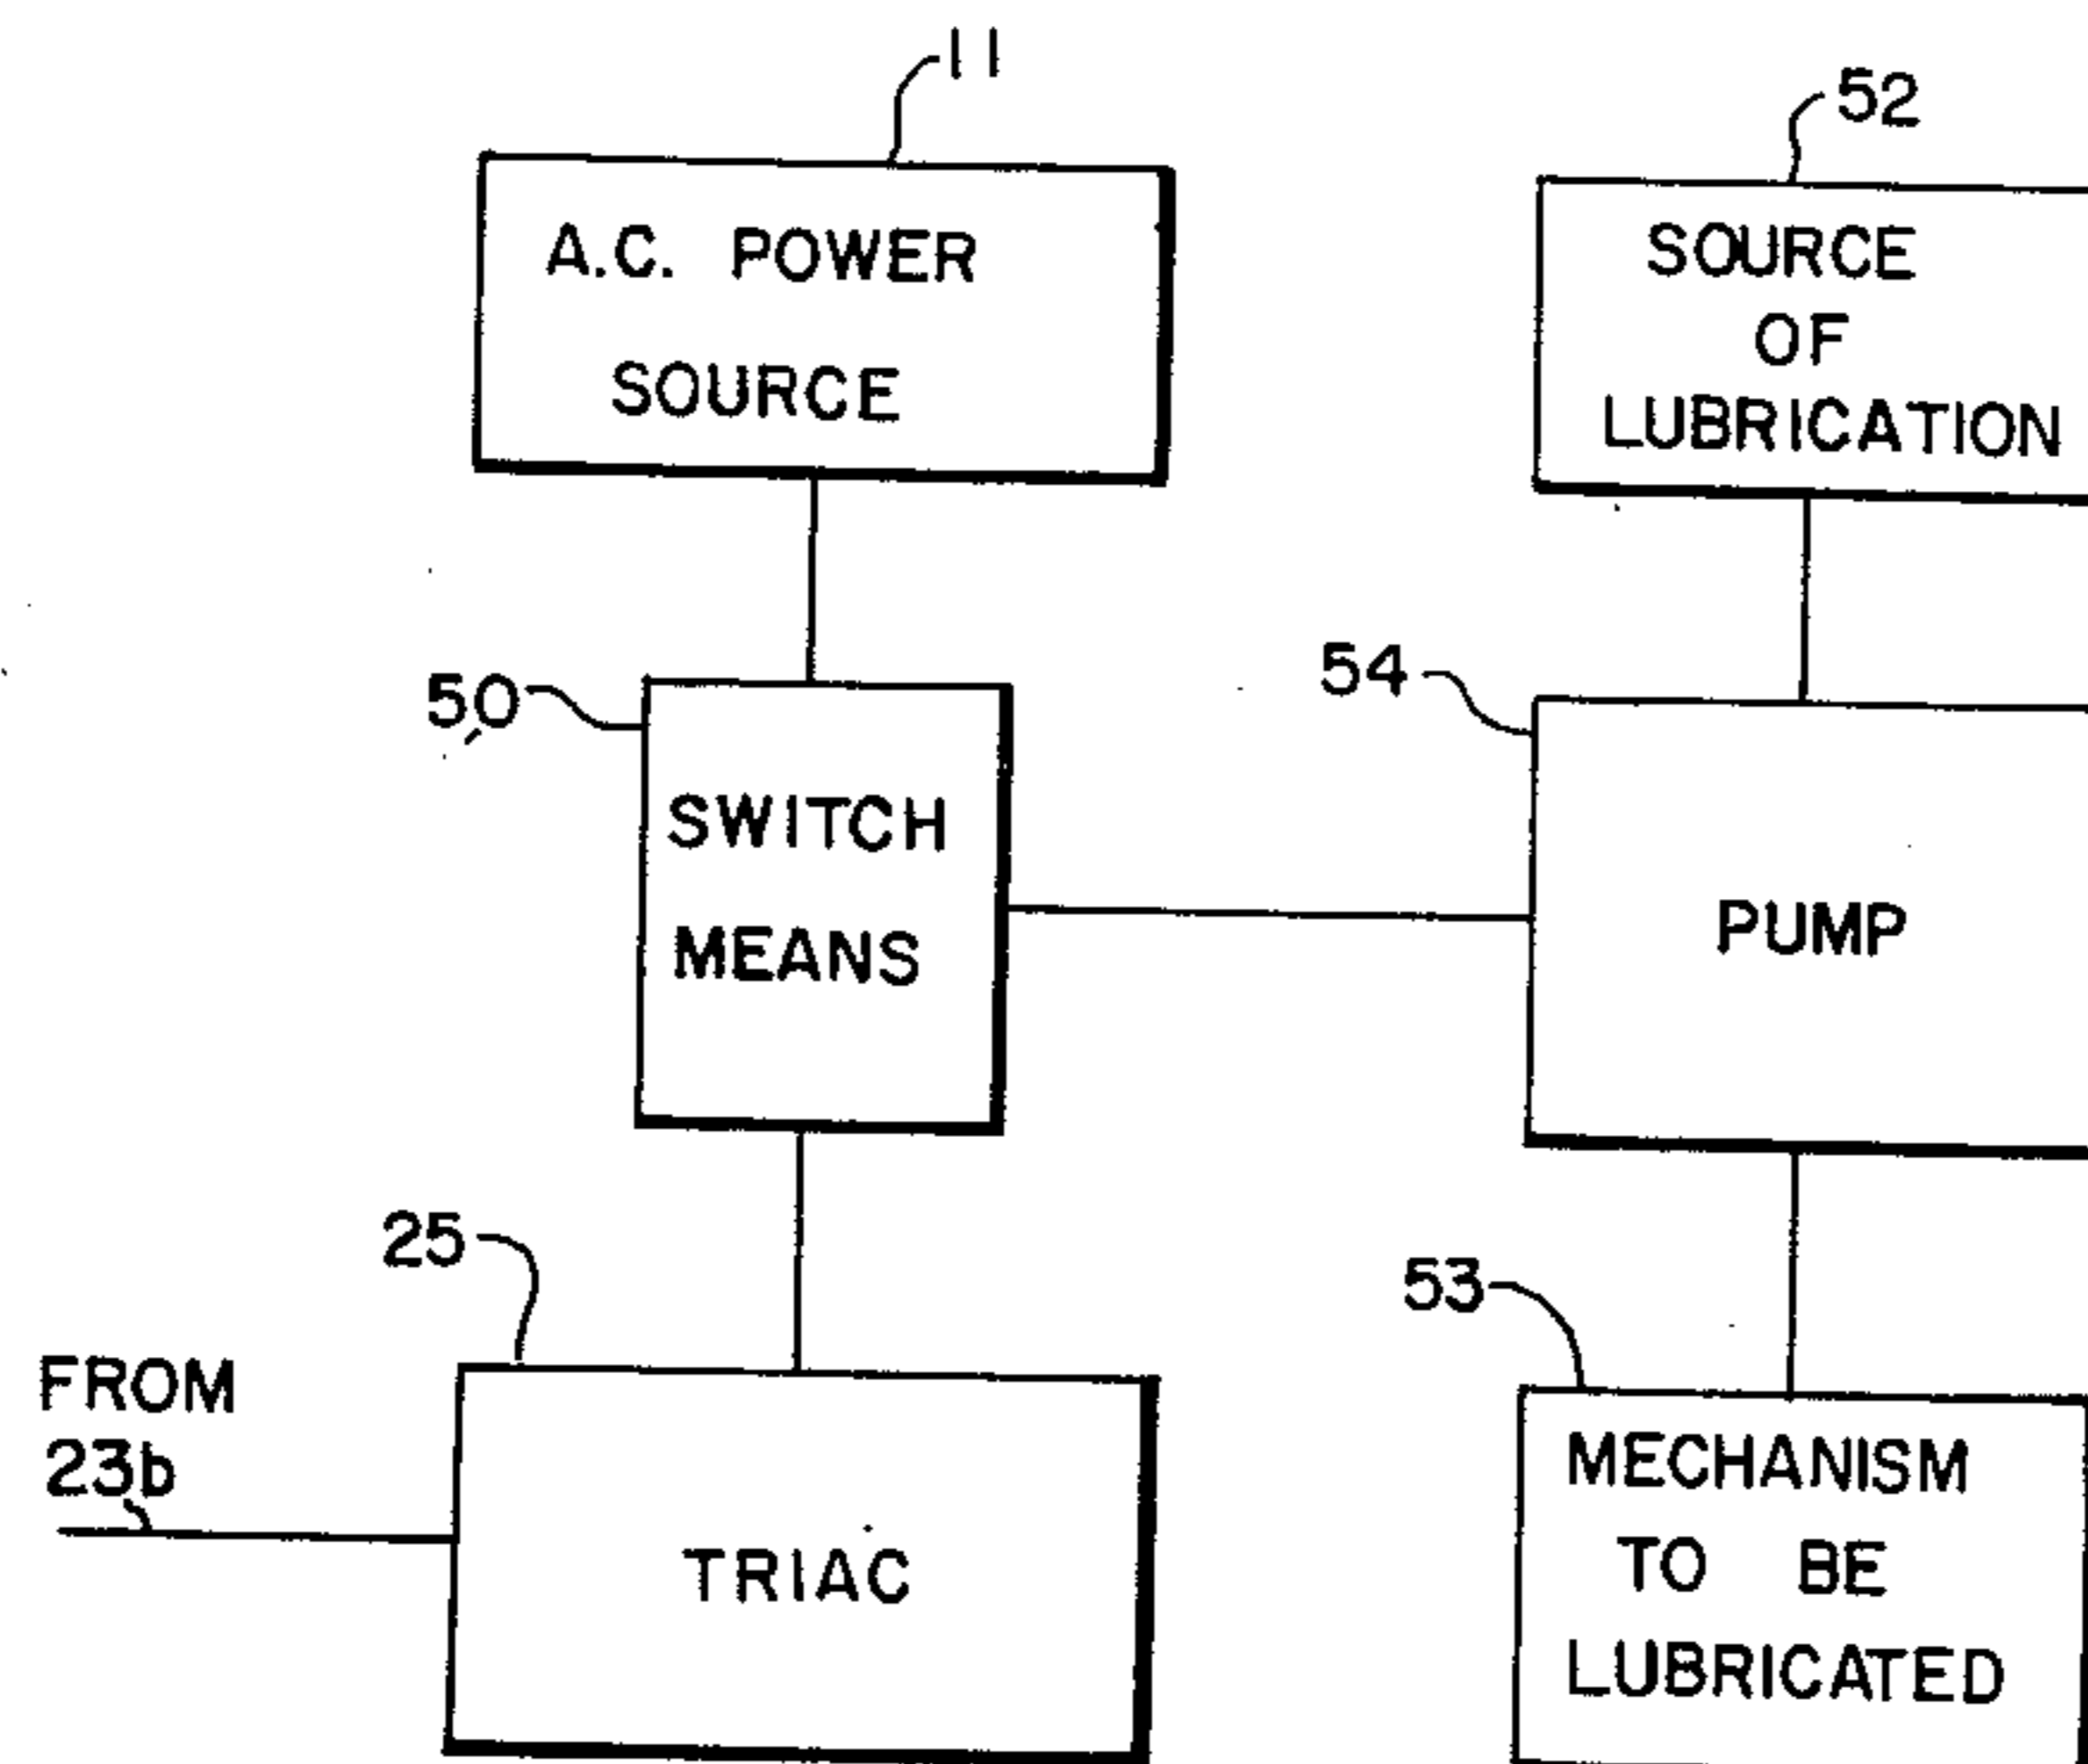 11
A.C. POWER
SOURCE
52
SOURCE
OF
LUBRICATION
50
SWITCH
MEANS
54
PUMP
25
FROM
23b
TRIAC
53
MECHANISM
TO BE
LUBRICATED